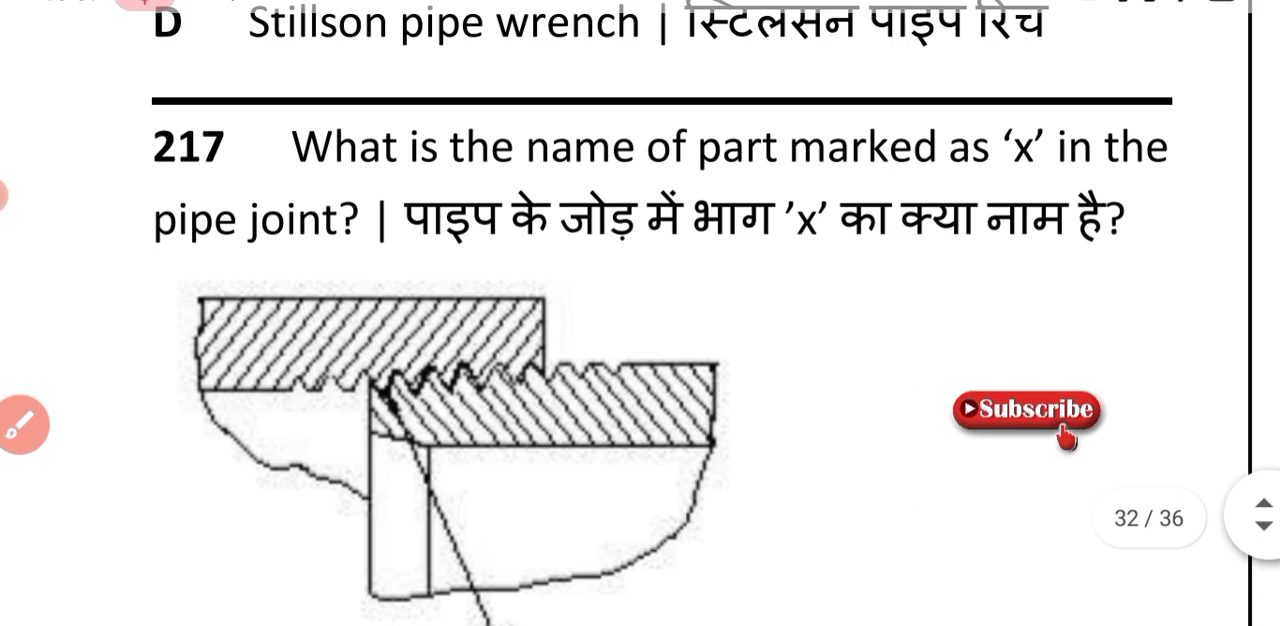 D Stillson pipe wrench | स्टिलसन पाइप रिंच
217 What is the name of part marked as ‘x’ in the
pipe joint? | पाइप के जोड़ में भाग ’x’ का क्या नाम है?
Subscribe
32 / 36